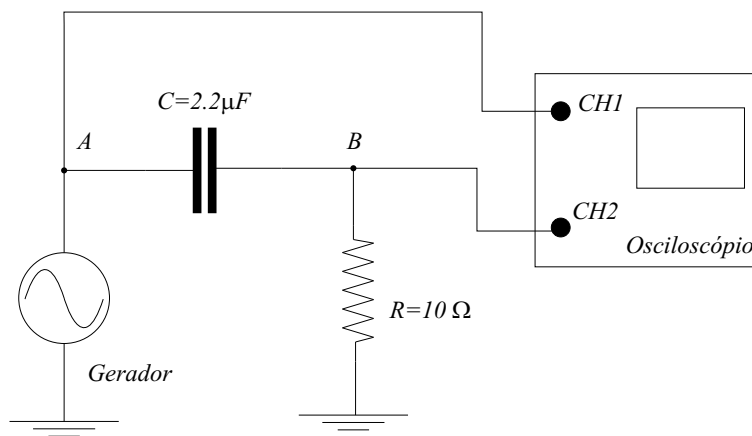 C=2.2μF
CH1
A
B
CH2
Osciloscópio
R=10 Ω
Gerador